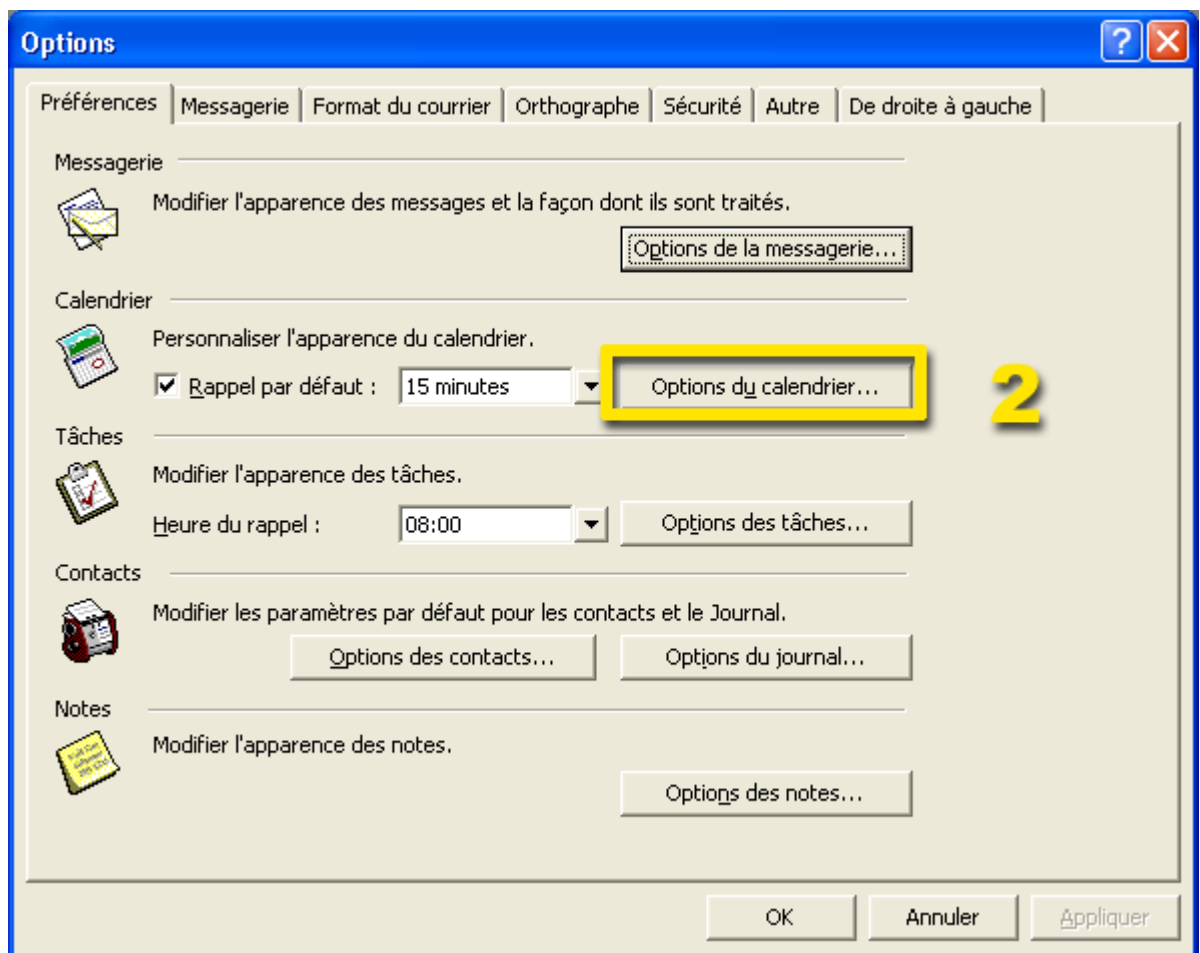 Options
Préférences Messagerie Format du courrier Orthographe Sécurité Autre De droite à gauche
Messagerie
Modifier l'apparence des messages et la façon dont ils sont traités.
Options de la messagerie...
Calendrier
Personnaliser l'apparence du calendrier.
Rappel par défaut : 15 minutes Options du calendrier... 2
Tâches
Modifier l'apparence des tâches.
Heure du rappel : 08:00 Options des tâches...
Contacts
Modifier les paramètres par défaut pour les contacts et le Journal.
Options des contacts... Options du journal...
Notes
Modifier l'apparence des notes.
Options des notes...
OK Annuler Appliquer